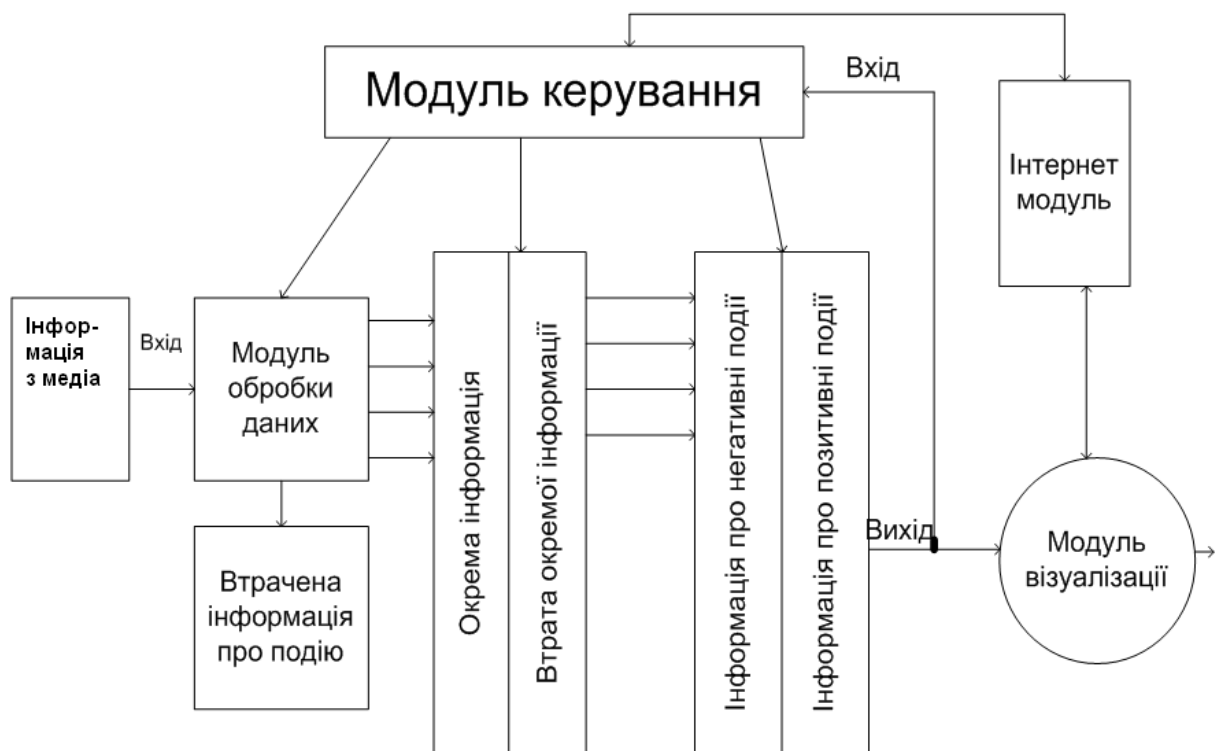 Модуль керування
Вхід
Інтернет
модуль
Інфор-
мація
з медіа
Вхід
Модуль
обробки
даних
Втрачена
інформація
про подію
Окрема інформація
Втрата окремої інформації
Інформація про негативні події
Інформація про позитивні події
Вихід
Модуль
візуалізації